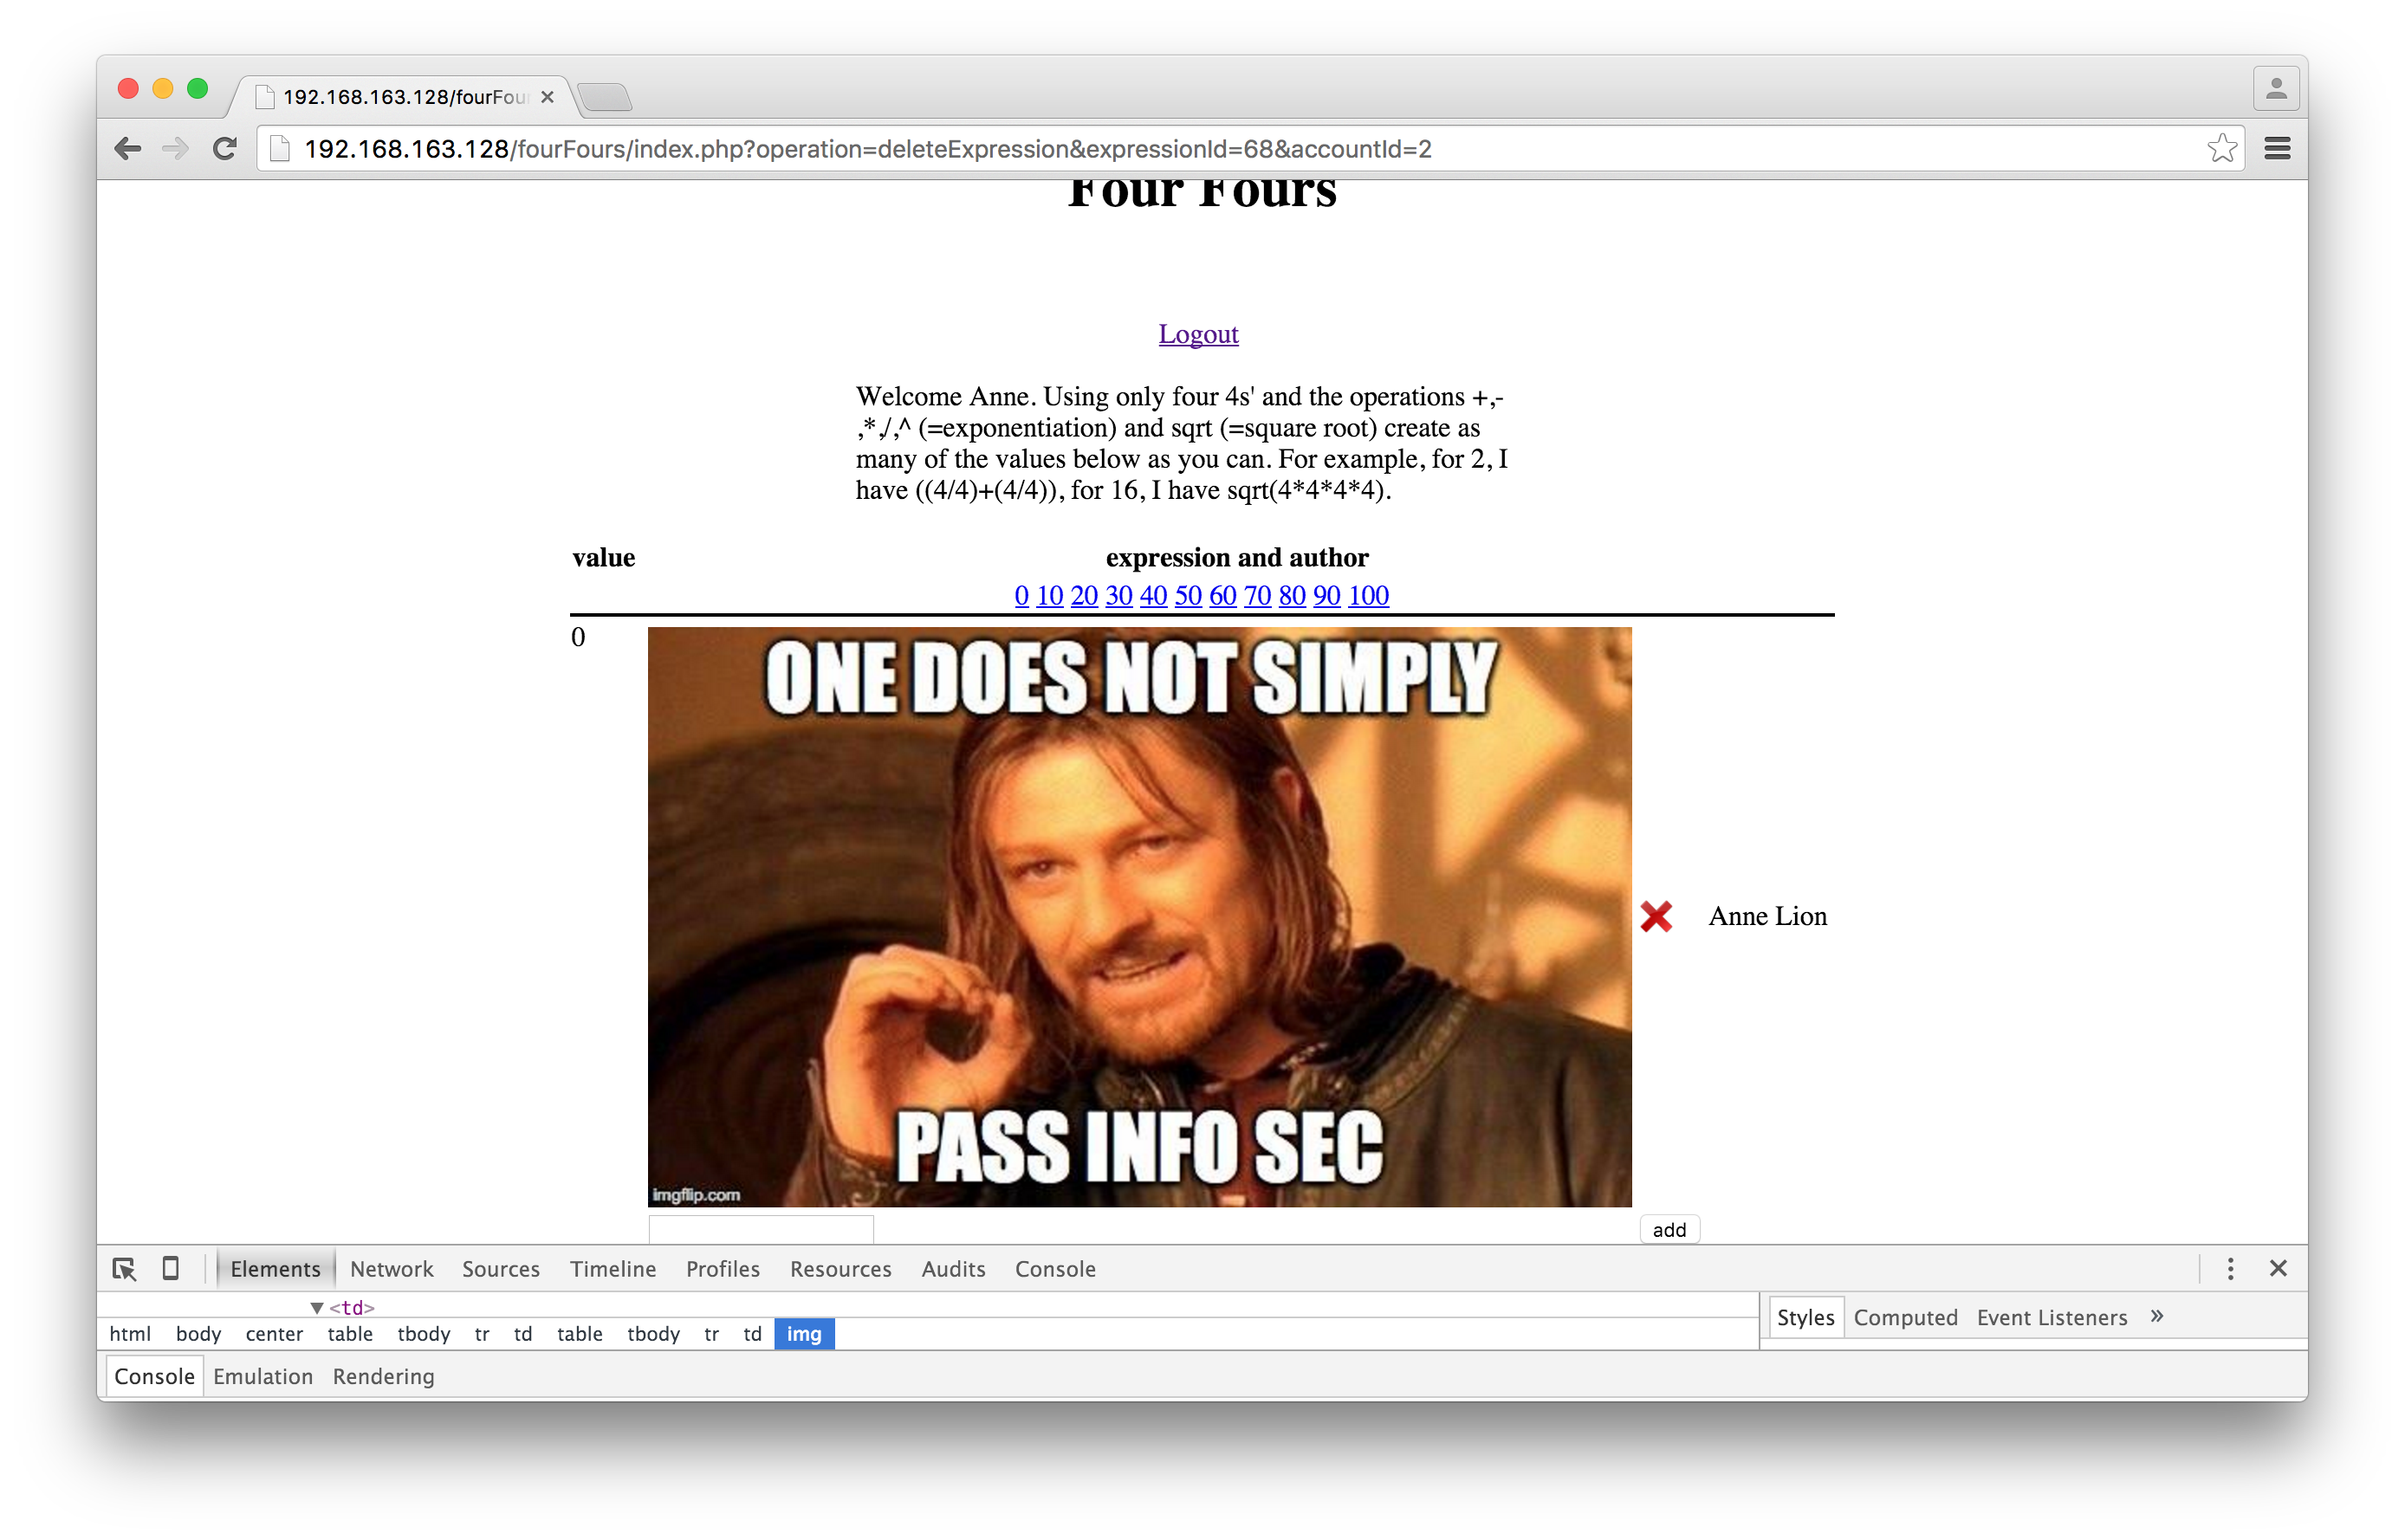 192.168.163.128/fourFou
192.168.163.128/fourFours/index.php?operation=deleteExpression&expressionId=68&accountId=2
Four Fours
Logout
Welcome Anne. Using only four 4s' and the operations +,-
,*,/,^ (=exponentiation) and sqrt (=square root) create as
many of the values below as you can. For example, for 2, I
have ((4/4)+(4/4)), for 16, I have sqrt(4*4*4*4).
value expression and author
0 10 20 30 40 50 60 70 80 90 100
0
ONE DOES NOT SIMPLY
Anne Lion
PASS INFO SEC
imgflip.com
add
Elements Network Sources Timeline Profiles Resources Audits Console
<td>
Styles Computed Event Listeners »
html body center table tbody tr td table tbody tr td img
Console Emulation Rendering